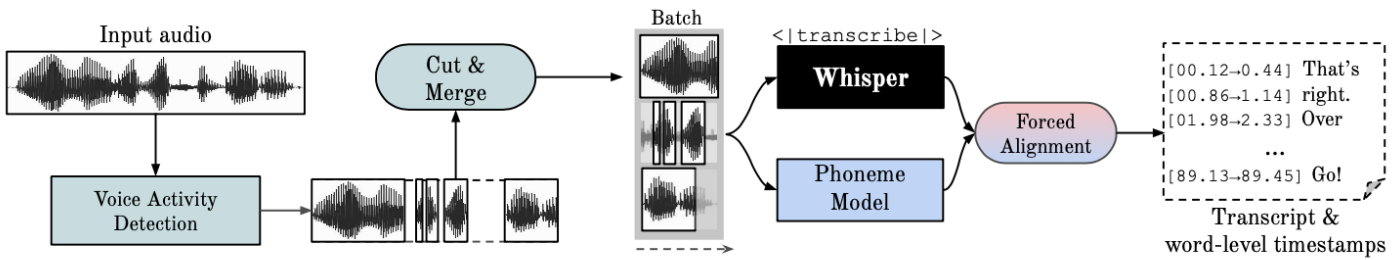 Input audio
Voice Activity
Detection
Cut &
Merge
Batch
<|transcribe|>
Whisper
Phoneme
Model
Forced
Alignment
[00.12→0.44] That's
[00.86→1.14] right.
[01.98→2.33] Over
...
[89.13→89.45] Go!
Transcript &
word-level timestamps